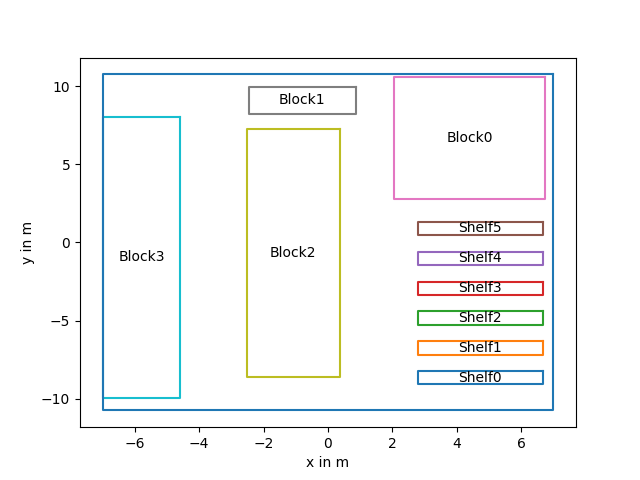 10
5
0
−5
−10
y in m
−6
−4
−2
0
2
4
6
x in m
Block1
Block0
Block3
Block2
Shelf5
Shelf4
Shelf3
Shelf2
Shelf1
Shelf0